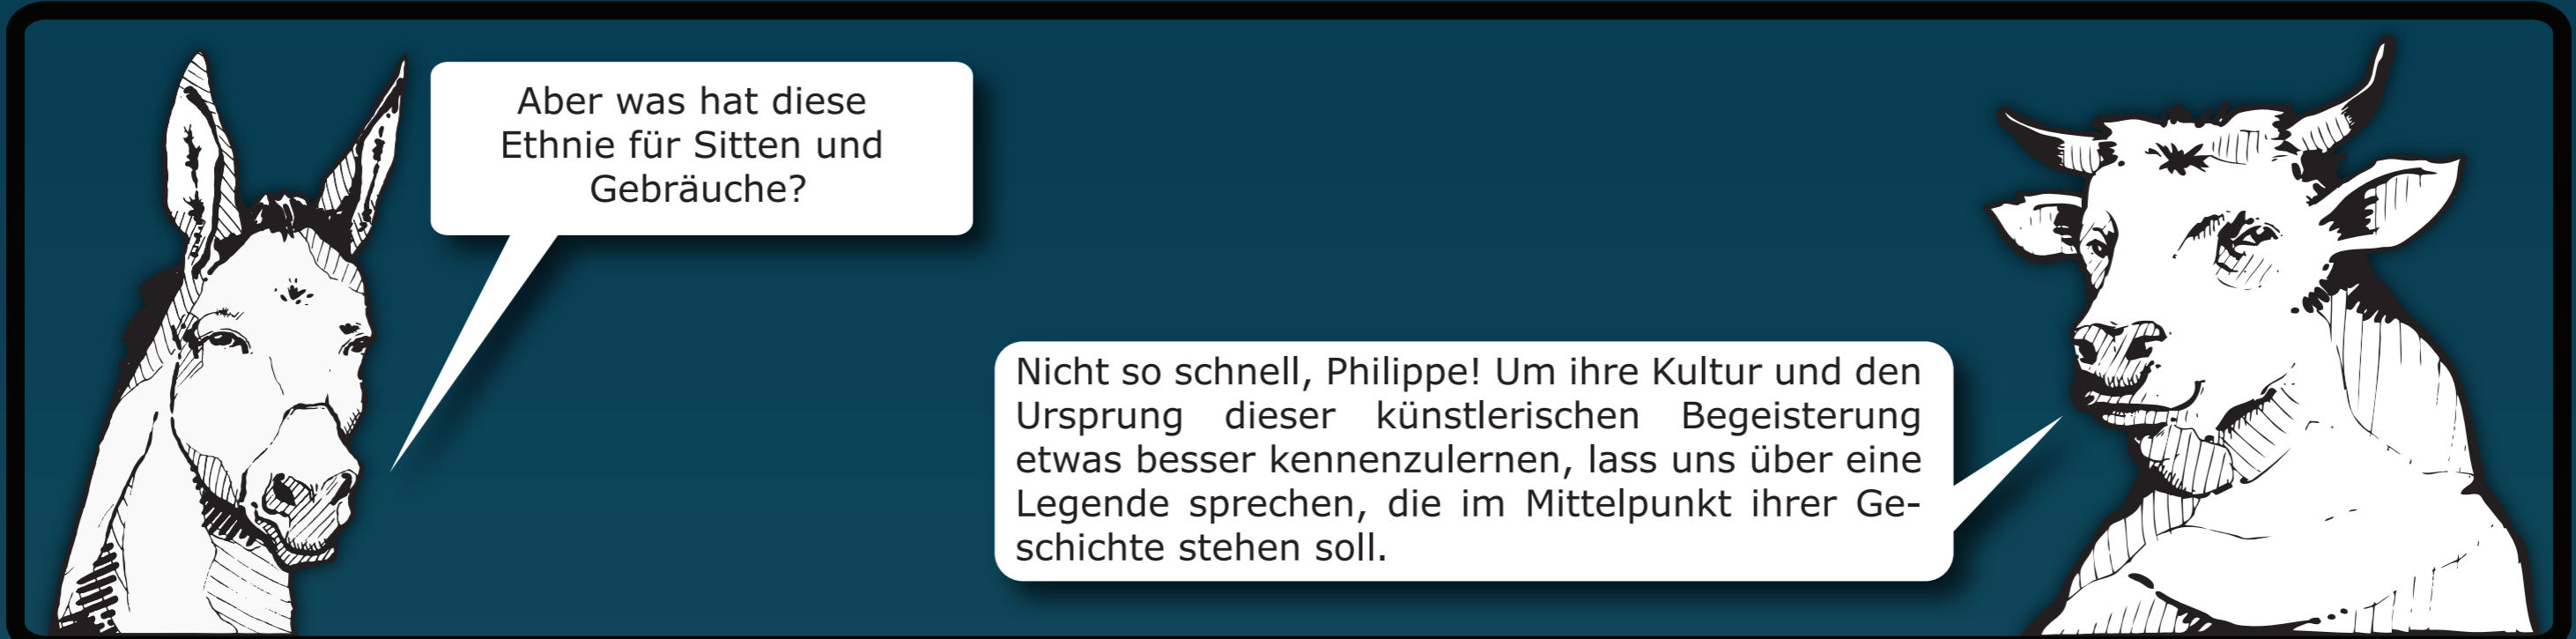 Aber was hat diese
Ethnie für Sitten und
Gebräuche?
Nicht so schnell, Philippe! Um ihre Kultur und den
Ursprung dieser künstlerischen Begeisterung
etwas besser kennenzulernen, lass uns über eine
Legende sprechen, die im Mittelpunkt ihrer Ge-
schichte stehen soll.